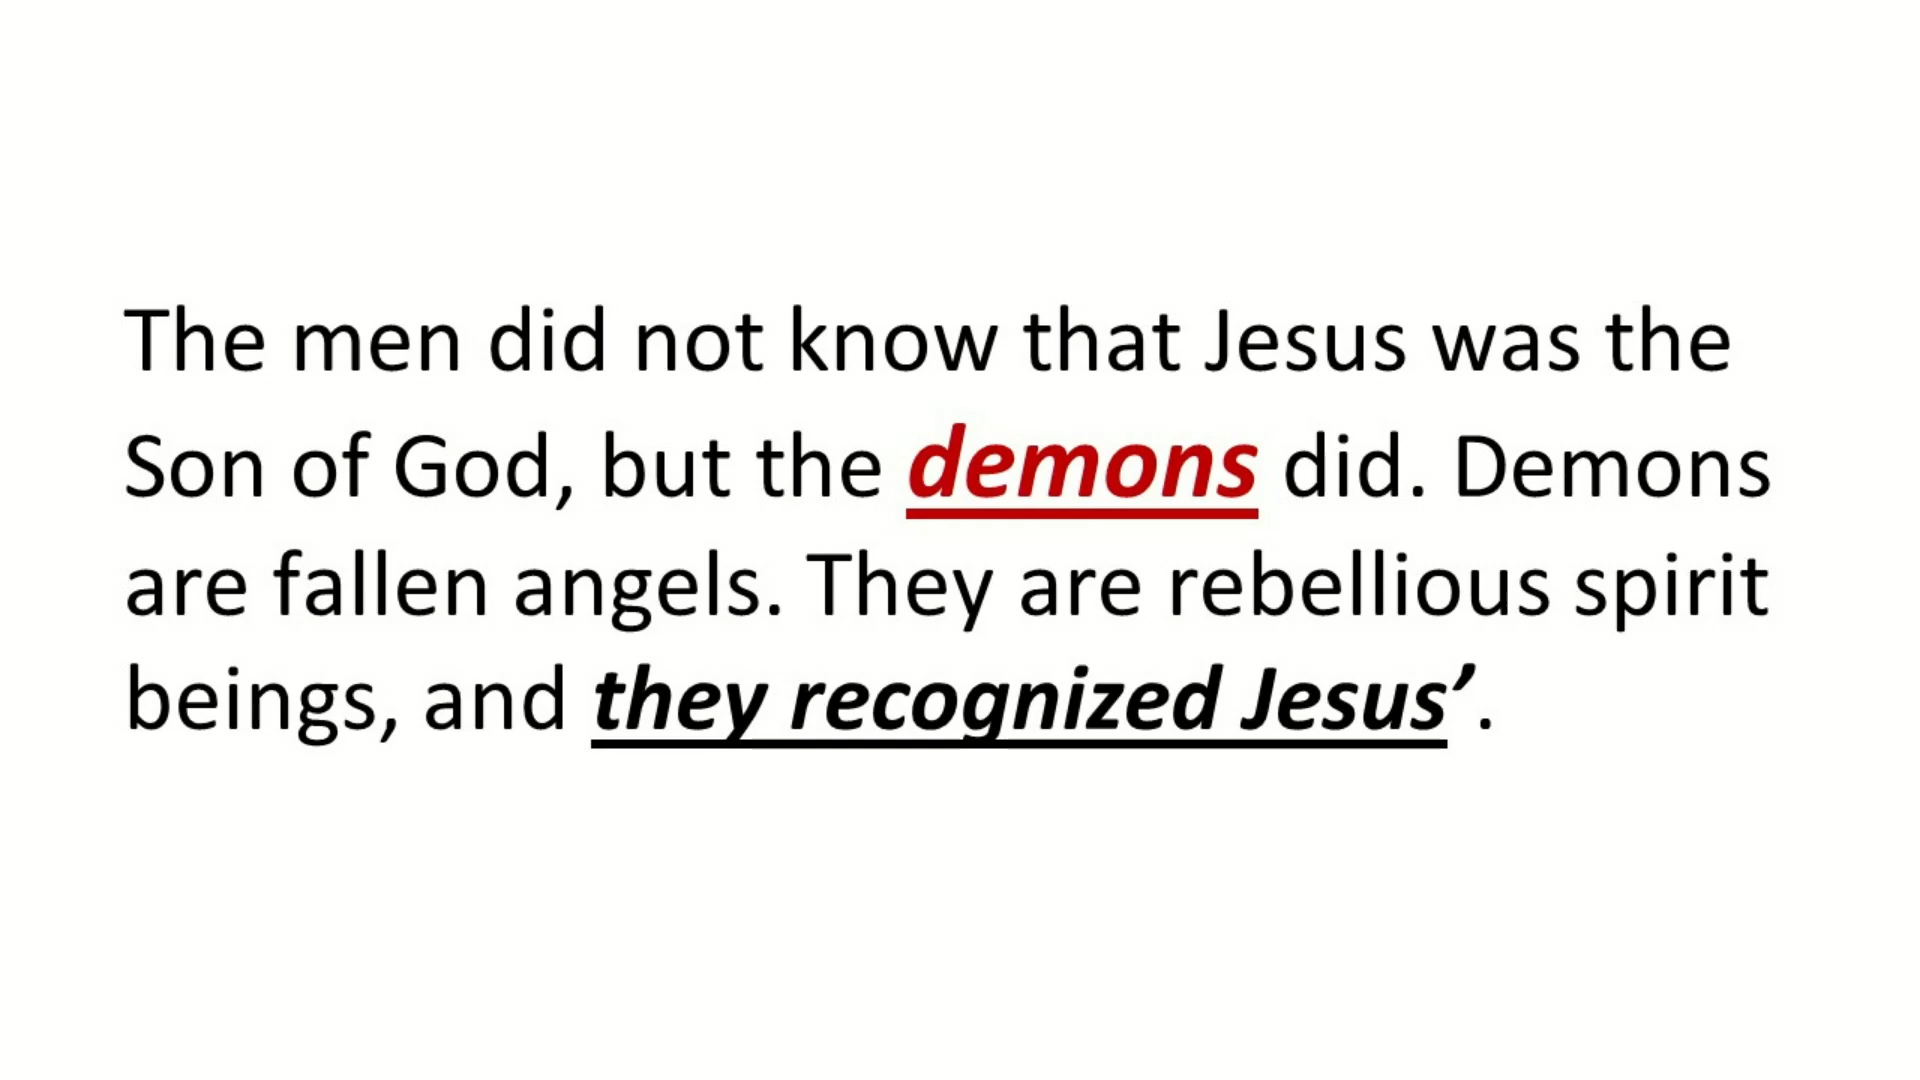 The men did not know that Jesus was the
Son of God, but the demons did. Demons
are fallen angels. They are rebellious spirit
beings, and they recognized Jesus’.